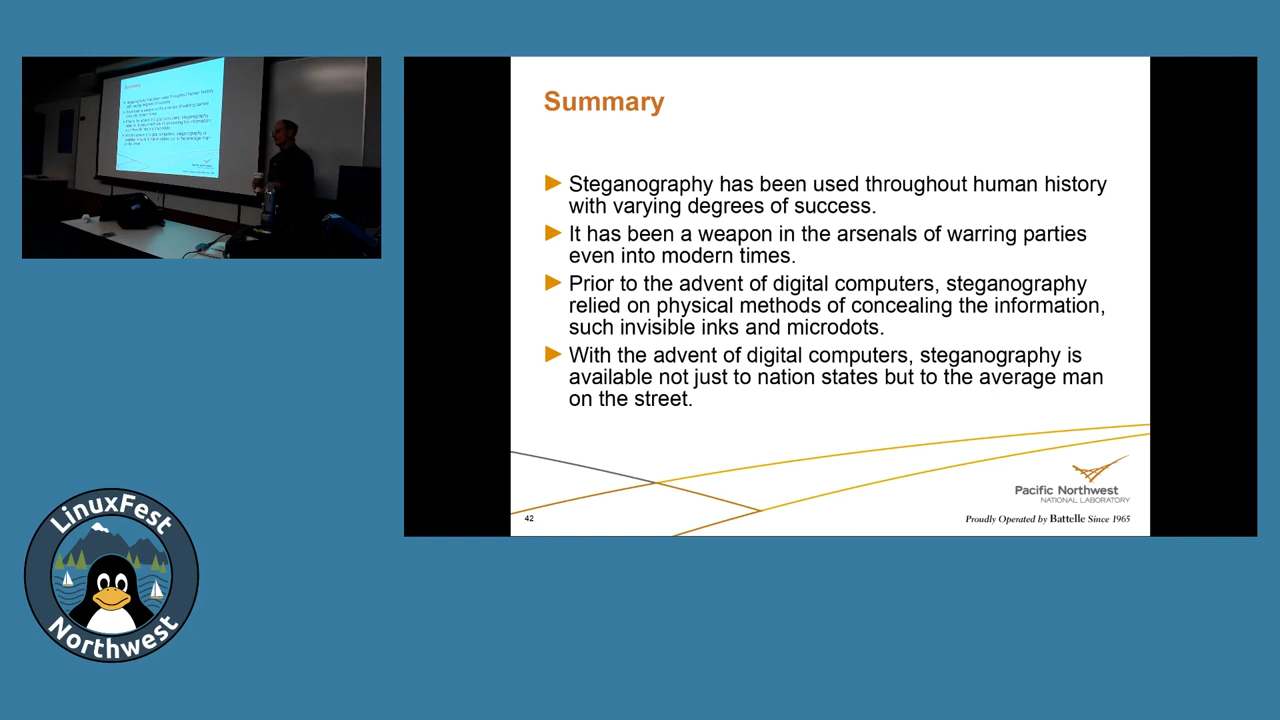 Summary
Steganography has been used throughout human history
with varying degrees of success.
It has been a weapon in the arsenals of warring parties
even into modern times.
Prior to the advent of digital computers, steganography
relied on physical methods of concealing the information,
such invisible inks and microdots.
With the advent of digital computers, steganography is
available not just to nation states but to the average man
on the street.
Pacific Northwest
NATIONAL LABORATORY
42
Proudly Operated by Battelle Since 1965
LinuxFest
Northwest